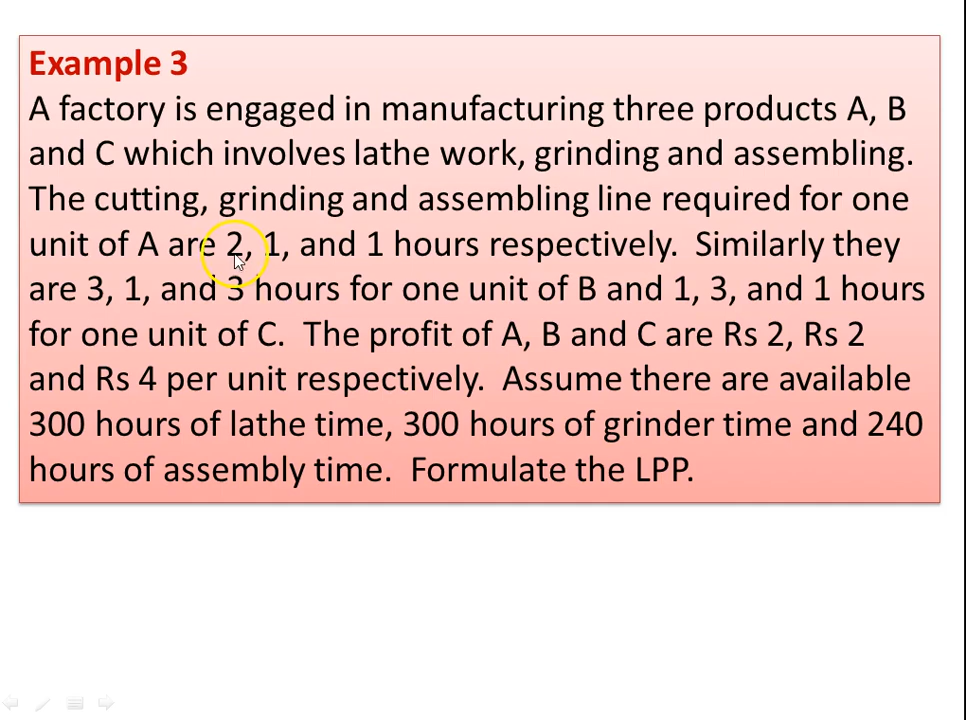 Example 3
A factory is engaged in manufacturing three products A, B
and C which involves lathe work, grinding and assembling.
The cutting, grinding and assembling line required for one
unit of A are 2, 1, and 1 hours respectively.  Similarly they
are 3, 1, and 3 hours for one unit of B and 1, 3, and 1 hours
for one unit of C.  The profit of A, B and C are Rs 2, Rs 2
and Rs 4 per unit respectively.  Assume there are available
300 hours of lathe time, 300 hours of grinder time and 240
hours of assembly time.  Formulate the LPP.